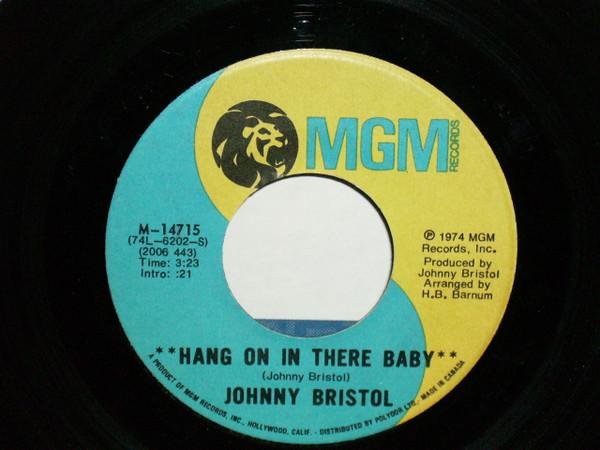 MGM
RECORDS
M-14715
(74L-6202-S)
(2006 443)
Time: 3:23
Intro: :21
℗ 1974 MGM
Records, Inc.
Produced by
Johnny Bristol
Arranged by
H.B. Barnum
**HANG ON IN THERE BABY**
(Johnny Bristol)
JOHNNY BRISTOL
A PRODUCT OF MGM RECORDS, INC., HOLLYWOOD, CALIF. - DISTRIBUTED BY POLYDOR LTD., MADE IN CANADA